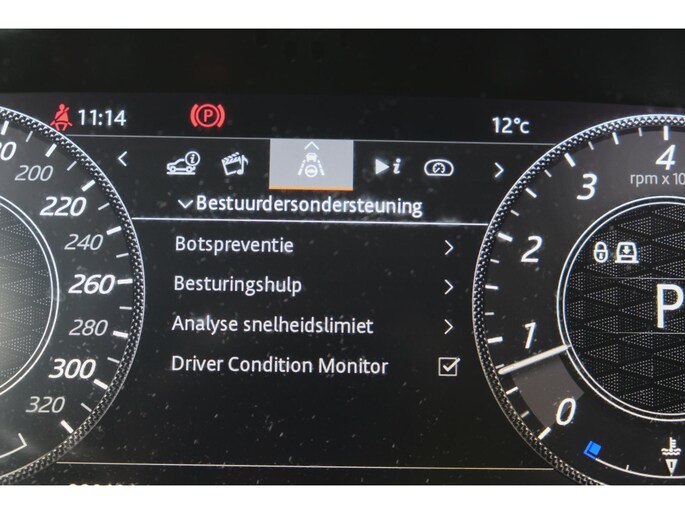 11:14
P
12°c
200
220
240
260
280
300
320
4
rpm x 10
3
2
1
0
P
Bestuurdersondersteuning
Botspreventie
Besturingshulp
Analyse snelheidslimiet
Driver Condition Monitor